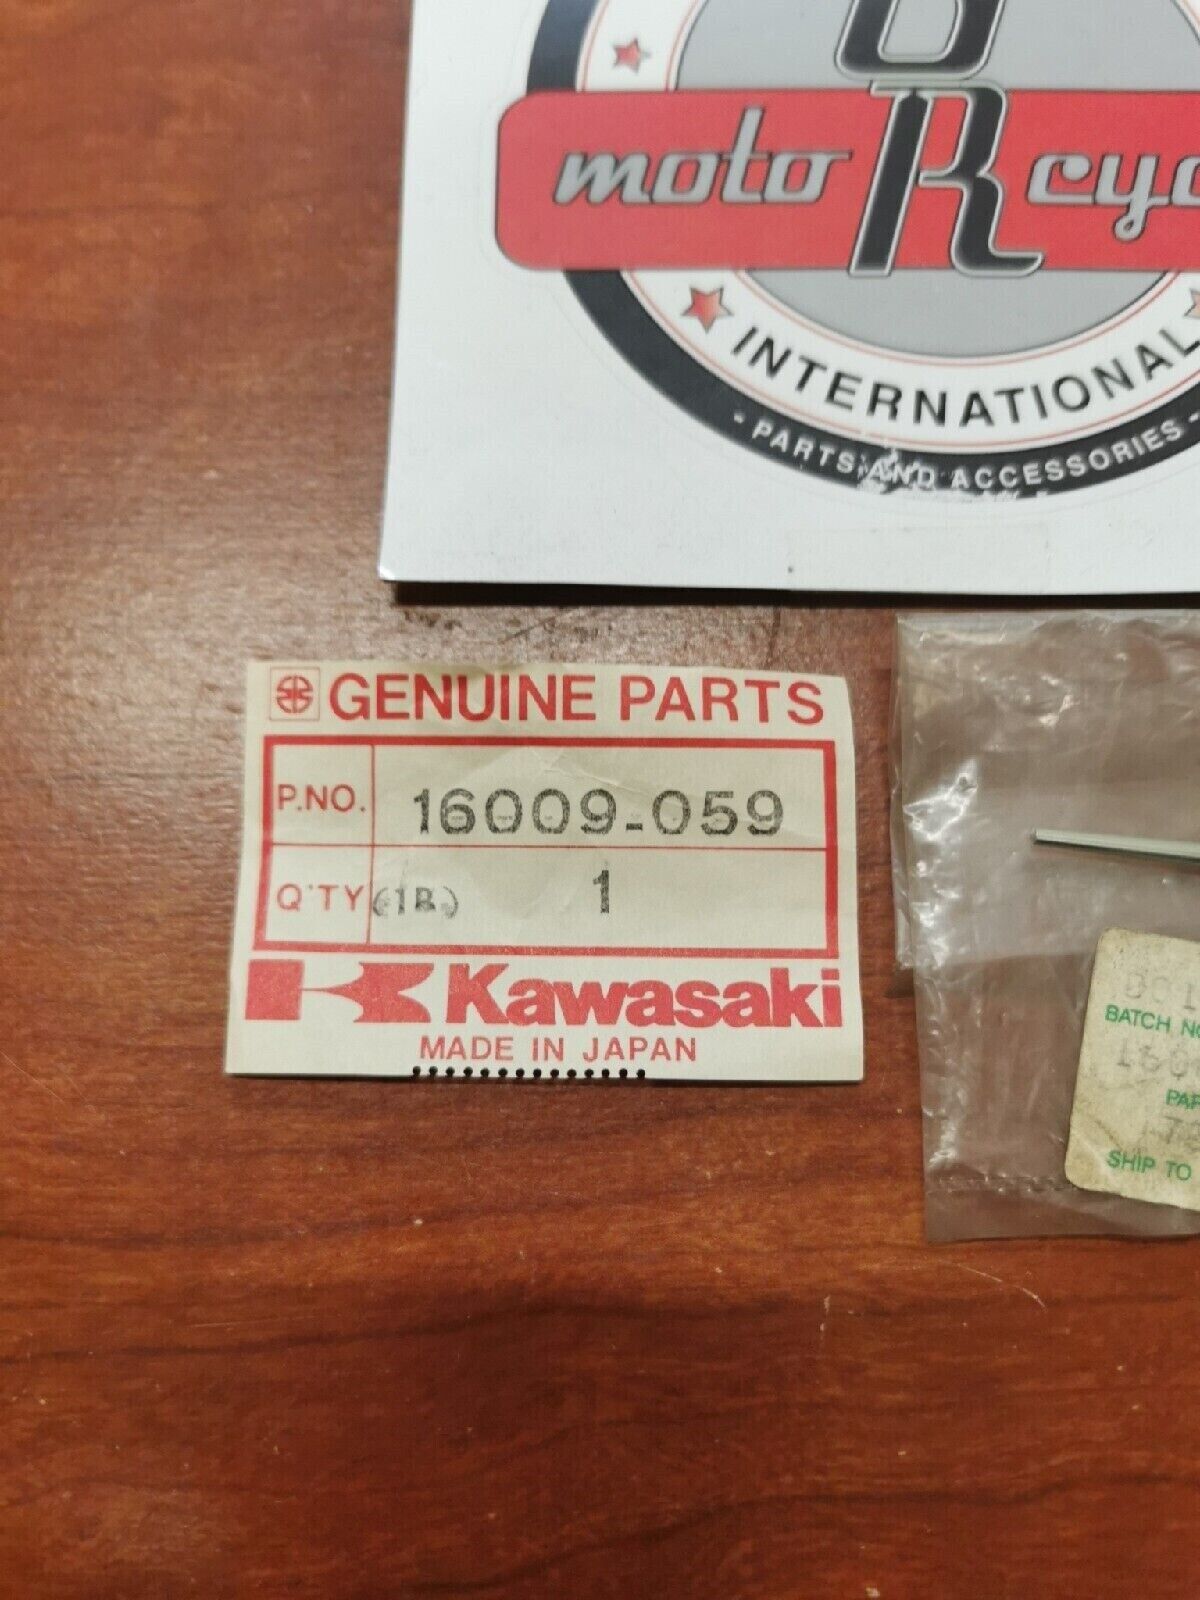 8
moto R cyc
INTERNATIONAL
- PARTS AND ACCESSORIES -
GENUINE PARTS
P.NO. 16009-059
Q'TY (1B) 1
Kawasaki
MADE IN JAPAN
BATCH NO
SHIP TO